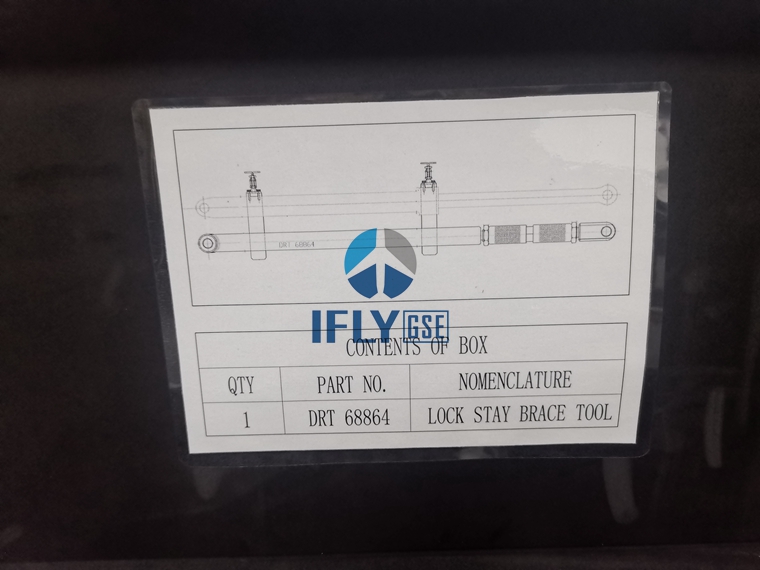 DRT 68864
IFLY GSE
CONTENTS OF BOX
QTY PART NO. NOMENCLATURE
1 DRT 68864 LOCK STAY BRACE TOOL